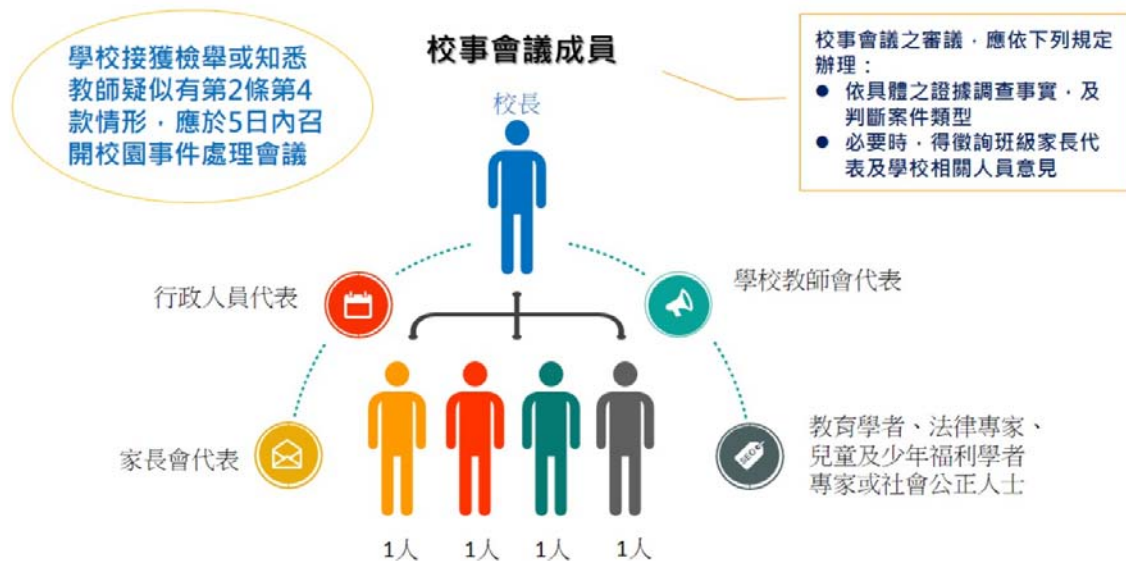 學校接獲檢舉或知悉
教師疑似有第2條第4
款情形，應於5日內召
開校園事件處理會議
校事會議成員
校事會議之審議，應依下列規定
辦理：
● 依具體之證據調查事實，及
判斷案件類型
● 必要時，得徵詢班級家長代
表及學校相關人員意見
校長
行政人員代表
學校教師會代表
家長會代表
SEO
教育學者、法律專家、
兒童及少年福利學者
專家或社會公正人士
1人
1人
1人
1人